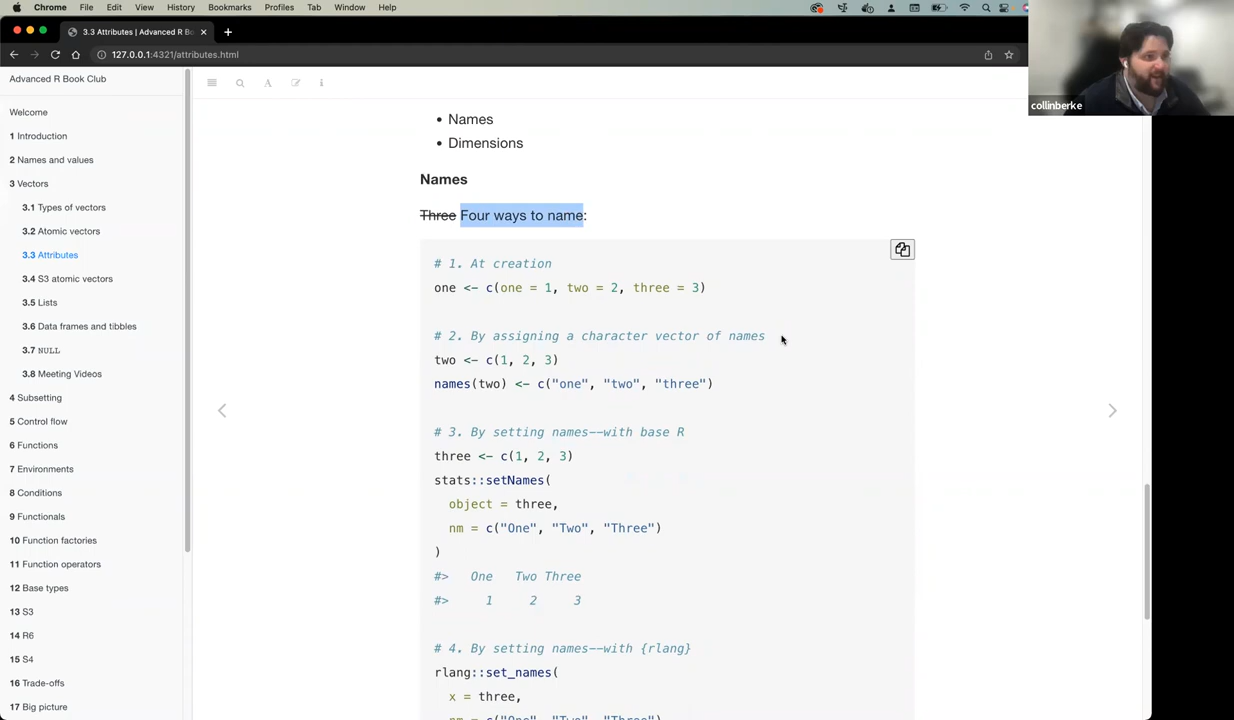 Chrome File Edit View History Bookmarks Profiles Tab Window Help
3.3 Attributes | Advanced R Bo
127.0.0.1:4321/attributes.html
Advanced R Book Club
Welcome
1 Introduction
2 Names and values
3 Vectors
3.1 Types of vectors
3.2 Atomic vectors
3.3 Attributes
3.4 S3 atomic vectors
3.5 Lists
3.6 Data frames and tibbles
3.7 NULL
3.8 Meeting Videos
4 Subsetting
5 Control flow
6 Functions
7 Environments
8 Conditions
9 Functionals
10 Function factories
11 Function operators
12 Base types
13 S3
14 R6
15 S4
16 Trade-offs
17 Big picture
• Names
• Dimensions
Names
Three Four ways to name:
# 1. At creation
one <- c(one = 1, two = 2, three = 3)
# 2. By assigning a character vector of names
two <- c(1, 2, 3)
names(two) <- c("one", "two", "three")
# 3. By setting names--with base R
three <- c(1, 2, 3)
stats::setNames(
object = three,
nm = c("One", "Two", "Three")
)
#> One Two Three
#> 1 2 3
# 4. By setting names--with {rlang}
rlang::set_names(
x = three,
nm = c("One", "Two", "Three")
collinberke